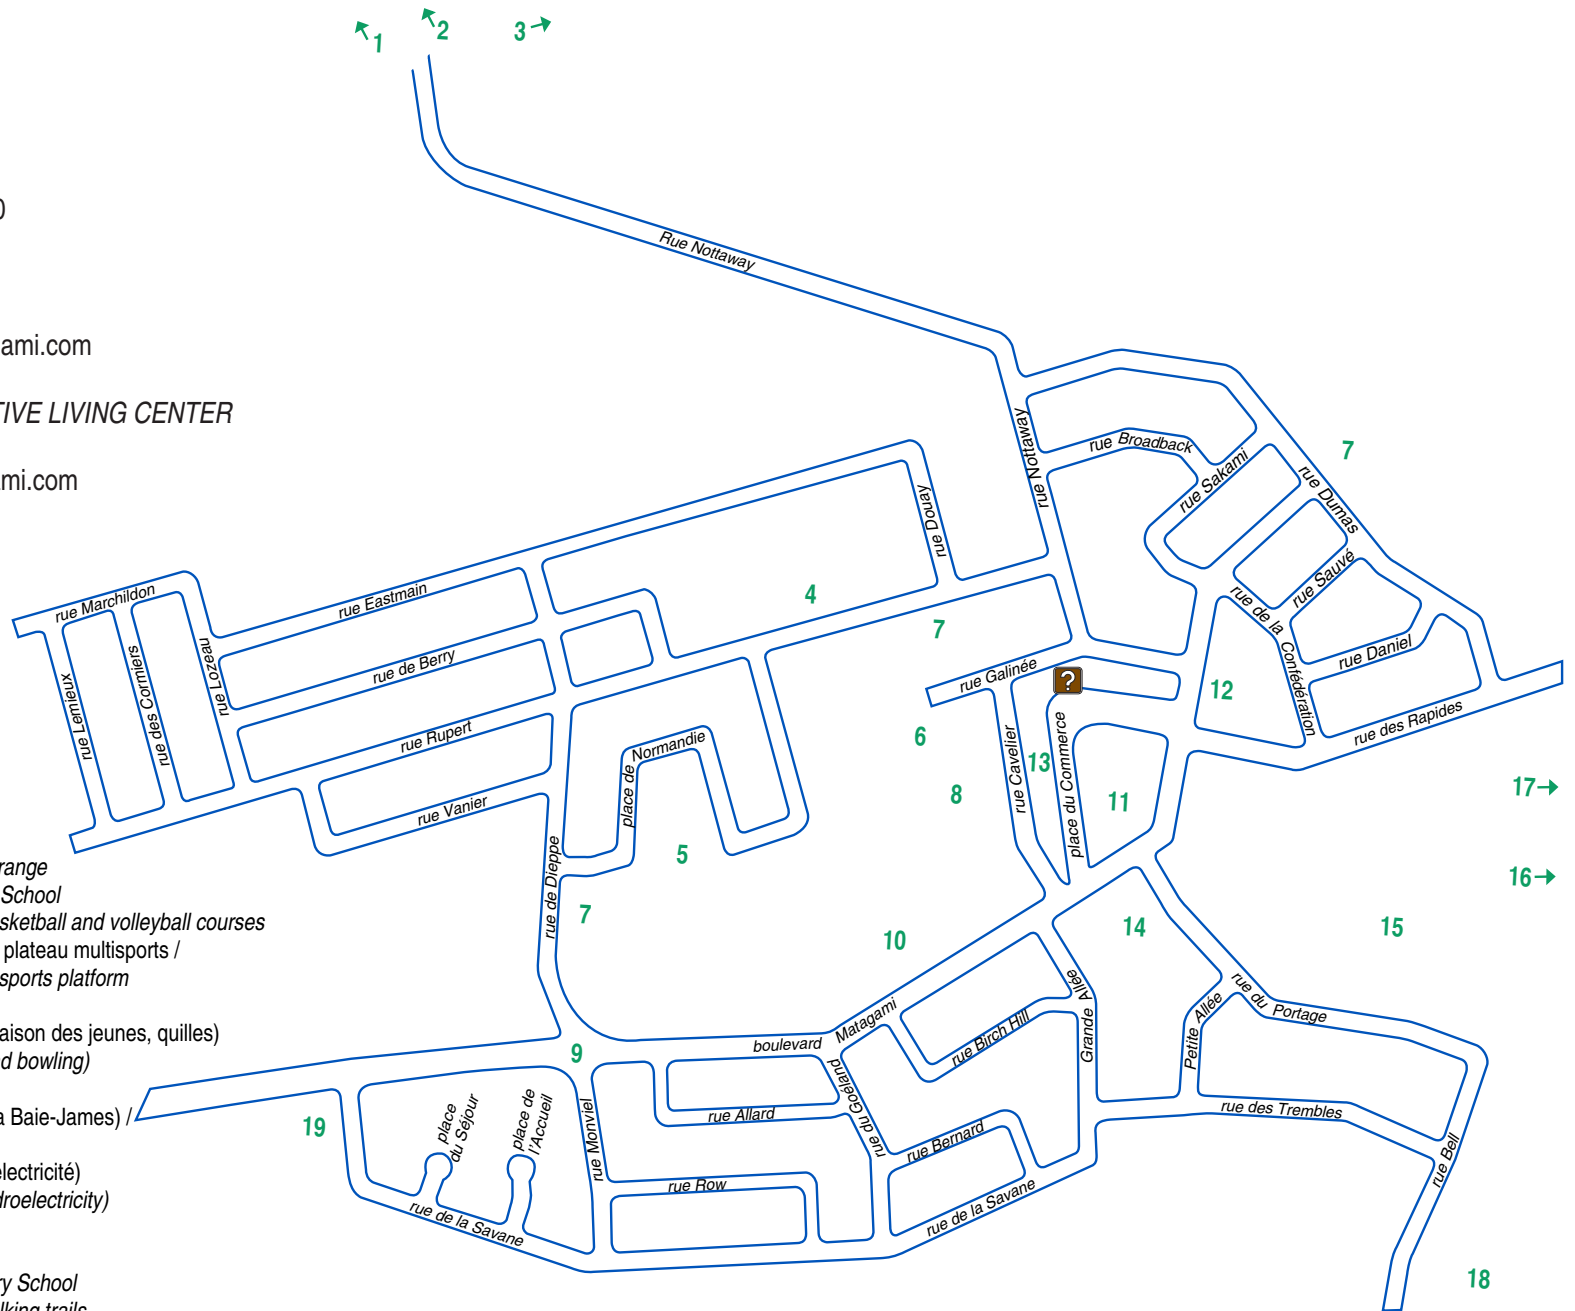 1
2
3
0
Rue Nottaway
ami.com
TIVE LIVING CENTER
mi.com
rue Nottaway
rue Broadback
rue Sakami
rue Dumas
7
rue Douay
rue Sauvé
rue de la Confédération
rue Daniel
rue des Rapides
rue Marchildon
rue Eastmain
4
7
rue Lemieux
rue des Cormiers
rue Lozeau
rue de Berry
rue Rupert
rue Vanier
place de Normandie
5
rue Galinée
?
12
6
8
rue Cavelier
13
place du Commerce
11
17
16
15
rue de Dieppe
7
10
14
range
School
sketball and volleyball courses
plateau multisports /
sports platform
aison des jeunes, quilles)
d bowling)
a Baie-James) /
électricité)
droelectricity)
ry School
lking trails
9
boulevard Matagami
Grande Allée
Petite Allée
rue du Portage
rue Birch Hill
rue du Goéland
rue Allard
rue Bernard
rue des Trembles
rue Bell
19
place du Séjour
place de l'Accueil
rue Monviel
rue Row
rue de la Savane
rue de la Savane
18